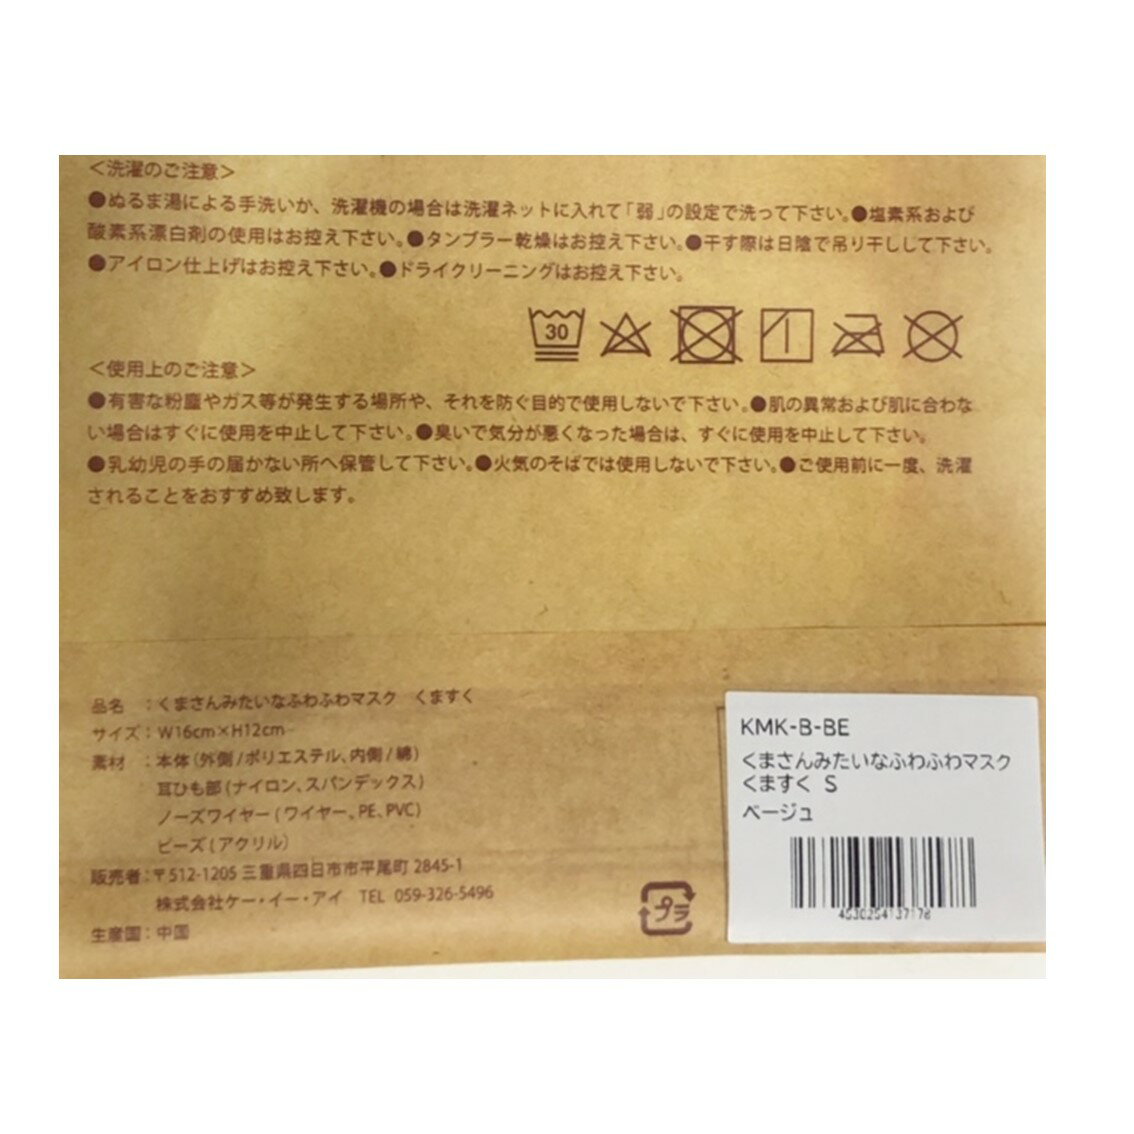 ＜洗濯のご注意＞
●ぬるま湯による手洗いか、洗濯機の場合は洗濯ネットに入れて「弱」の設定で洗って下さい。●塩素系および
酸素系漂白剤の使用はお控え下さい。●タンブラー乾燥はお控え下さい。●干す際は日陰で吊り干しして下さい。
●アイロン仕上げはお控え下さい。●ドライクリーニングはお控え下さい。
30
＜使用上のご注意＞
●有害な粉塵やガス等が発生する場所や、それを防ぐ目的で使用しないで下さい。●肌の異常および肌に合わな
い場合はすぐに使用を中止して下さい。●臭いで気分が悪くなった場合は、すぐに使用を中止して下さい。
●乳幼児の手の届かない所へ保管して下さい。●火気のそばでは使用しないで下さい。●ご使用前に一度、洗濯
されることをおすすめ致します。
品名　：くまさんみたいなふわふわマスク　くますく
サイズ：W16cm×H12cm
素材　：本体（外側/ポリエステル、内側/綿）
耳ひも部(ナイロン、スパンデックス)
ノーズワイヤー(ワイヤー。PE、PVC)
ビーズ(アクリル)
販売者：〒512-1205 三重県四日市市平尾町 2845-1
株式会社ケー・イー・アイ　TEL 059-326-5496
生産国：中国
プラ
KMK-B-BE
くまさんみたいなふわふわマスク
くますく S
ベージュ
4530254137178